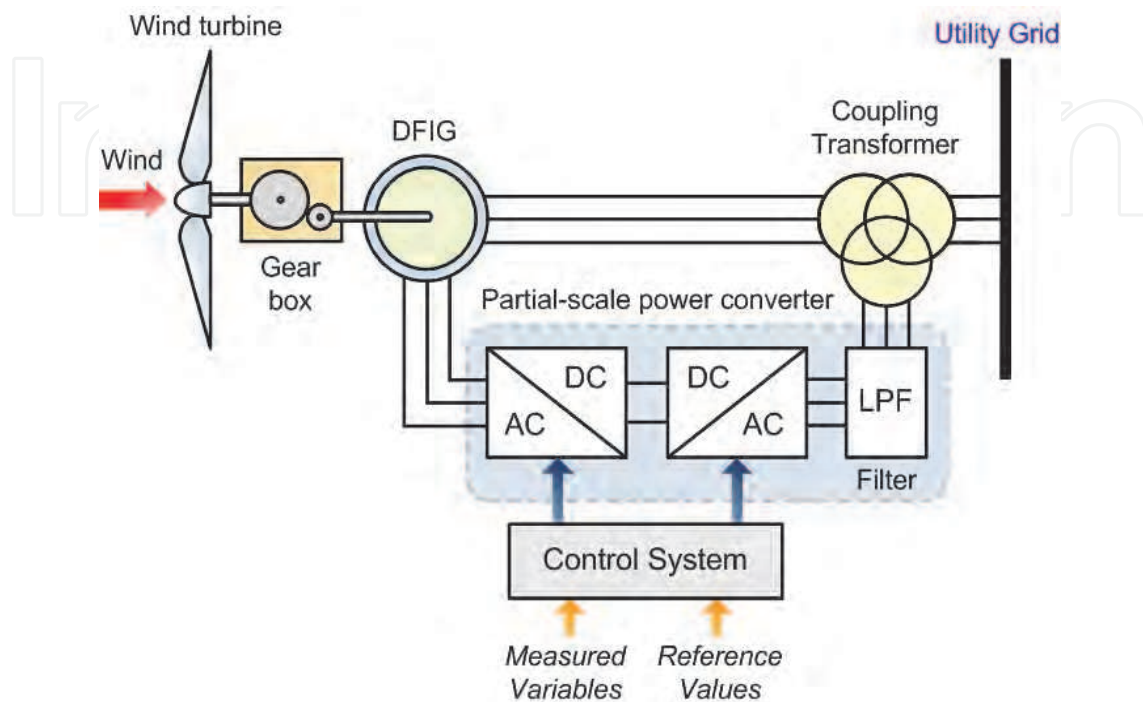 Wind turbine
Utility Grid
Coupling
Transformer
DFIG
Wind
Gear
box
Partial-scale power converter
DC
AC
DC
AC
LPF
Filter
Control System
Measured
Variables
Reference
Values